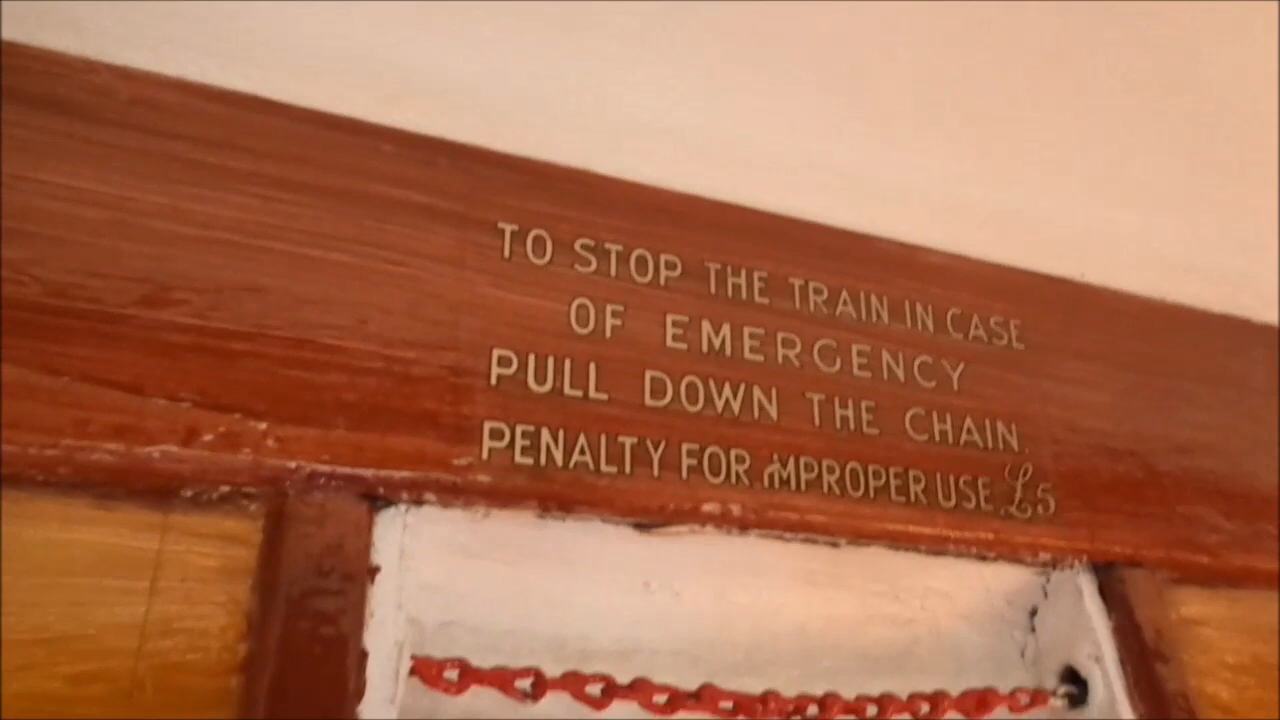 TO STOP THE TRAIN IN CASE
OF EMERGENCY
PULL DOWN THE CHAIN.
PENALTY FOR IMPROPER USE £5